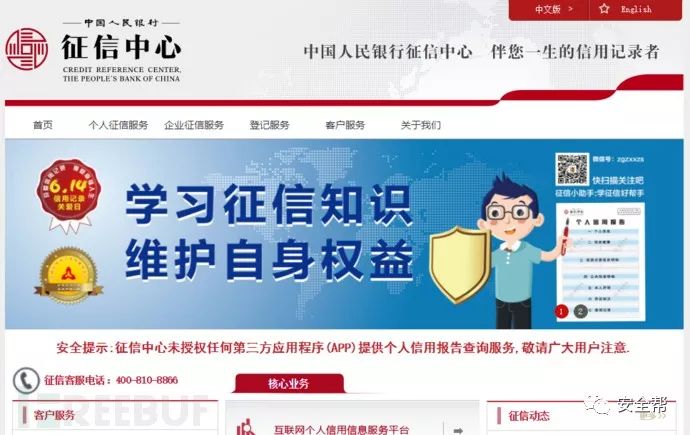 中文版 > ☆ English
中国人民银行
征信中心
CREDIT REFERENCE CENTER,
THE PEOPLE'S BANK OF CHINA
中国人民银行征信中心 伴您一生的信用记录者
首页 个人征信服务 企业征信服务 登记服务 客户服务 关于我们
6.14
信用记录
关爱日
学习征信知识
维护自身权益
微信号: zgzxxzs
快扫描关注吧
征信小助手:学征信好帮手
个人信用报告
1 2
安全提示:征信中心未授权任何第三方应用程序(APP)提供个人信用报告查询服务,敬请广大用户注意.
征信客服电话: 400-810-8866
核心业务
客户服务
互联网个人信用信息服务平台
征信动态
更多>
REEBUF
安全帮